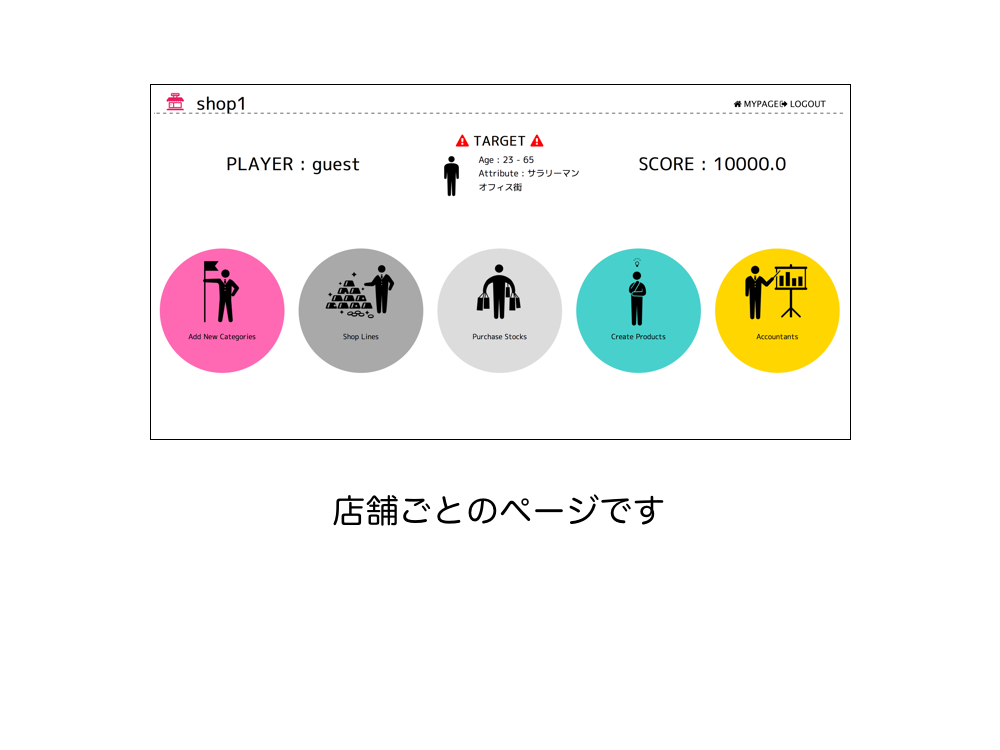 shop1
MYPAGE LOGOUT
TARGET
PLAYER : guest
Age : 23 - 65
Attribute : サラリーマン
オフィス街
SCORE : 10000.0
Add New Categories
Shop Lines
Purchase Stocks
Create Products
Accountants
店舗ごとのページです